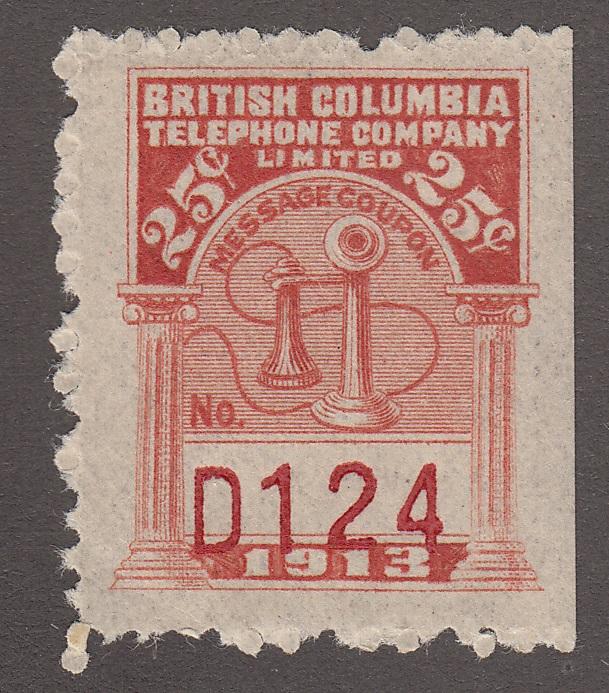 BRITISH COLUMBIA
TELEPHONE COMPANY
LIMITED
25¢ 25¢
MESSAGE COUPON
No.
D124
1913